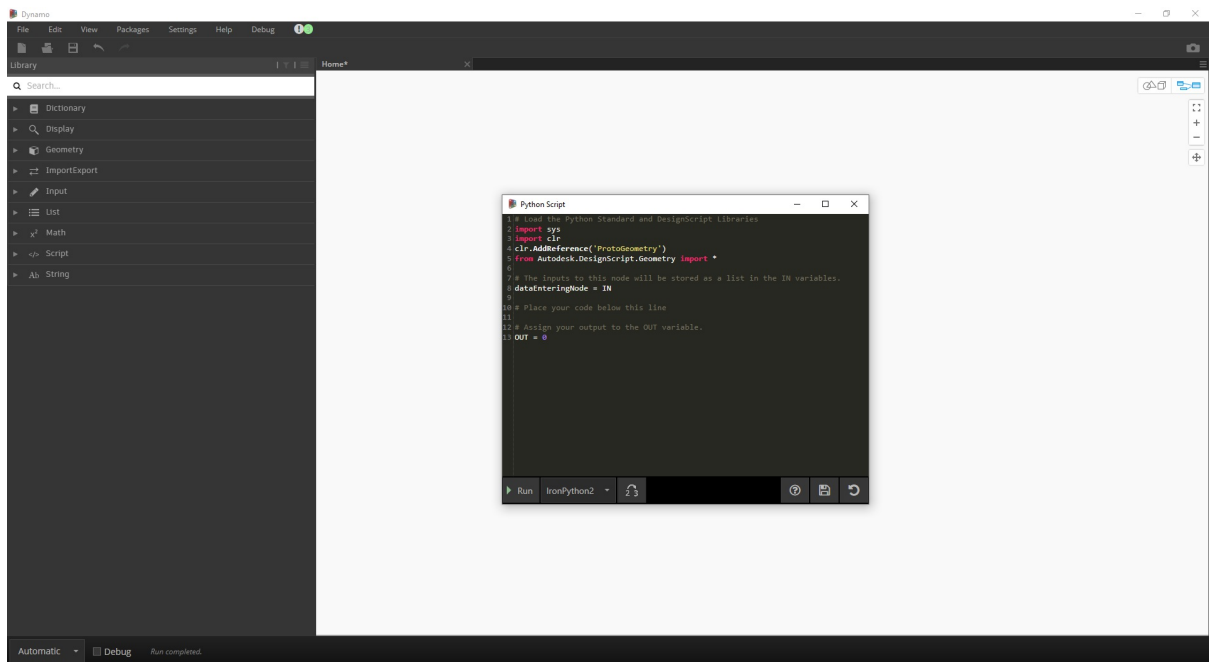 Dynamo
File Edit View Packages Settings Help Debug
Library
Home*
Search...
Dictionary
Display
Geometry
ImportExport
Input
List
x² Math
</> Script
Ab String
Python Script
1 # Load the Python Standard and DesignScript Libraries
2 import sys
3 import clr
4 clr.AddReference('ProtoGeometry')
5 from Autodesk.DesignScript.Geometry import *
6
7 # The inputs to this node will be stored as a list in the IN variables.
8 dataEnteringNode = IN
9
10 # Place your code below this line
11
12 # Assign your output to the OUT variable.
13 OUT = 0
Run IronPython2 2 3
Automatic Debug Run completed.